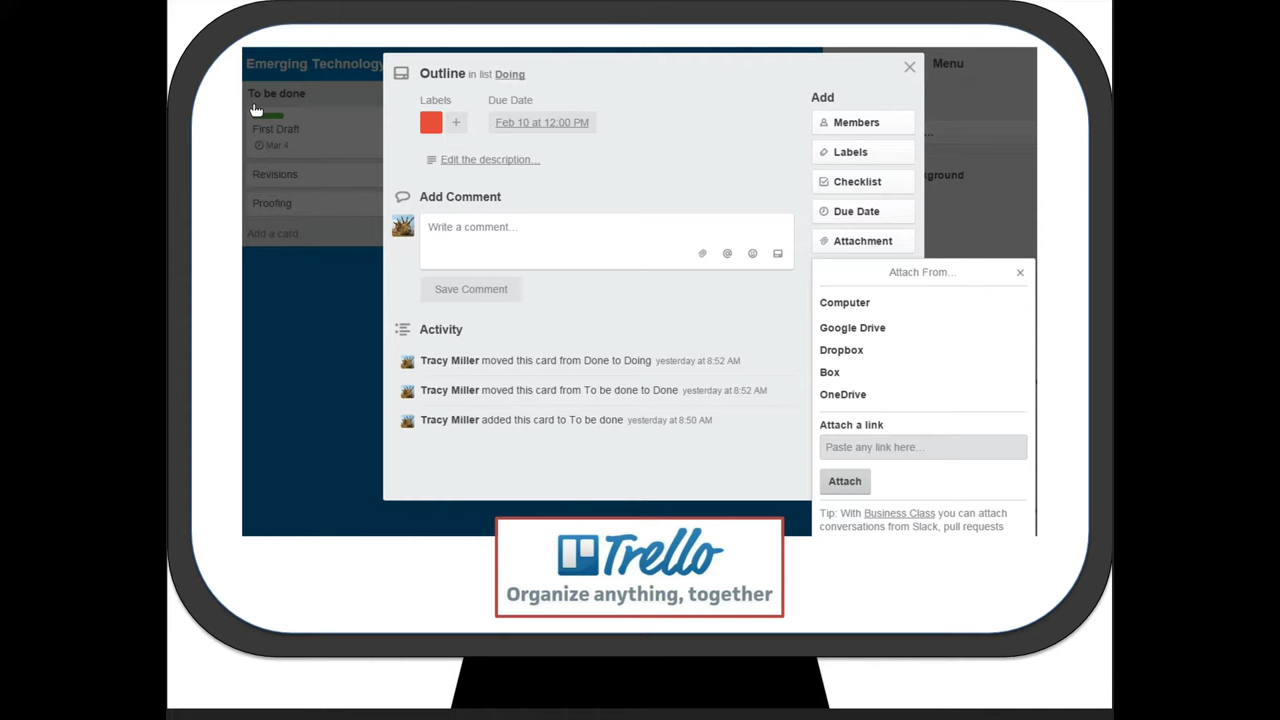 Emerging Technology
To be done
First Draft
Mar 4
Revisions
Proofing
Add a card
Outline in list Doing
Labels
Due Date
+
Feb 10 at 12:00 PM
Edit the description...
Add Comment
Write a comment...
@
Save Comment
Activity
Tracy Miller moved this card from Done to Doing yesterday at 8:52 AM
Tracy Miller moved this card from To be done to Done yesterday at 8:52 AM
Tracy Miller added this card to To be done yesterday at 8:50 AM
Add
Members
Labels
Checklist
Due Date
Attachment
Attach From...
Computer
Google Drive
Dropbox
Box
OneDrive
Attach a link
Paste any link here...
Attach
Tip: With Business Class you can attach
conversations from Slack, pull requests
Menu
Trello
Organize anything, together